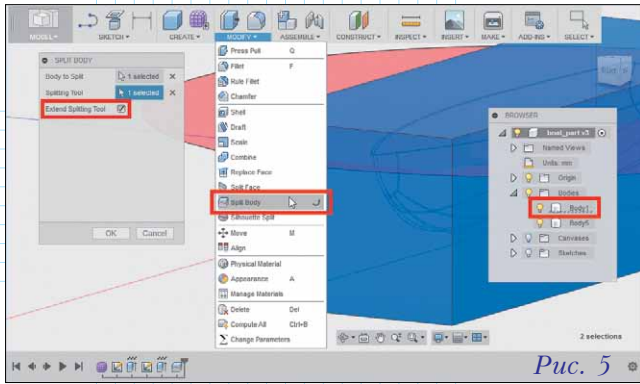 MODEL
SKETCH
CREATE
MODIFY
ASSEMBLE
CONSTRUCT
INSPECT
INSERT
MAKE
ADD-INS
SELECT
SPLIT BODY
Body to Split 1 selected ×
Splitting Tool 1 selected ×
Extend Splitting Tool
OK Cancel
Press Pull Q
Fillet F
Rule Fillet
Chamfer
Shell
Draft
Scale
Combine
Replace Face
Split Face
Split Body
Silhouette Split
Move M
Align
Physical Material
Appearance A
Manage Materials
Delete Del
Compute All Ctrl+B
Change Parameters
BROWSER
Named Views
Units: mm
Origin
Bodies
Body1
Body5
Canvases
Sketches
2 selections
Рис. 5